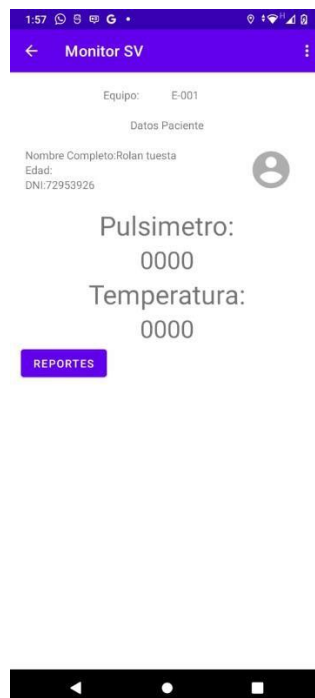 1:57 G
Monitor SV
Equipo: E-001
Datos Paciente
Nombre Completo:Rolan tuesta
Edad:
DNI:72953926
Pulsimetro:
0000
Temperatura:
0000
REPORTES